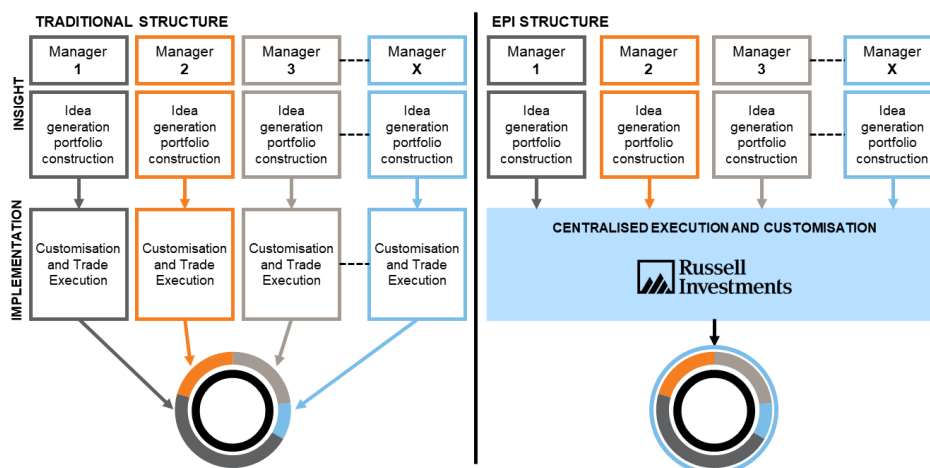 TRADITIONAL STRUCTURE
INSIGHT
Manager
1
Manager
2
Manager
3
Manager
X
Idea
generation
portfolio
construction
Idea
generation
portfolio
construction
Idea
generation
portfolio
construction
Idea
generation
portfolio
construction
IMPLEMENTATION
Customisation
and Trade
Execution
Customisation
and Trade
Execution
Customisation
and Trade
Execution
Customisation
and Trade
Execution
EPI STRUCTURE
Manager
1
Manager
2
Manager
3
Manager
X
Idea
generation
portfolio
construction
Idea
generation
portfolio
construction
Idea
generation
portfolio
construction
Idea
generation
portfolio
construction
CENTRALISED EXECUTION AND CUSTOMISATION
Russell
Investments